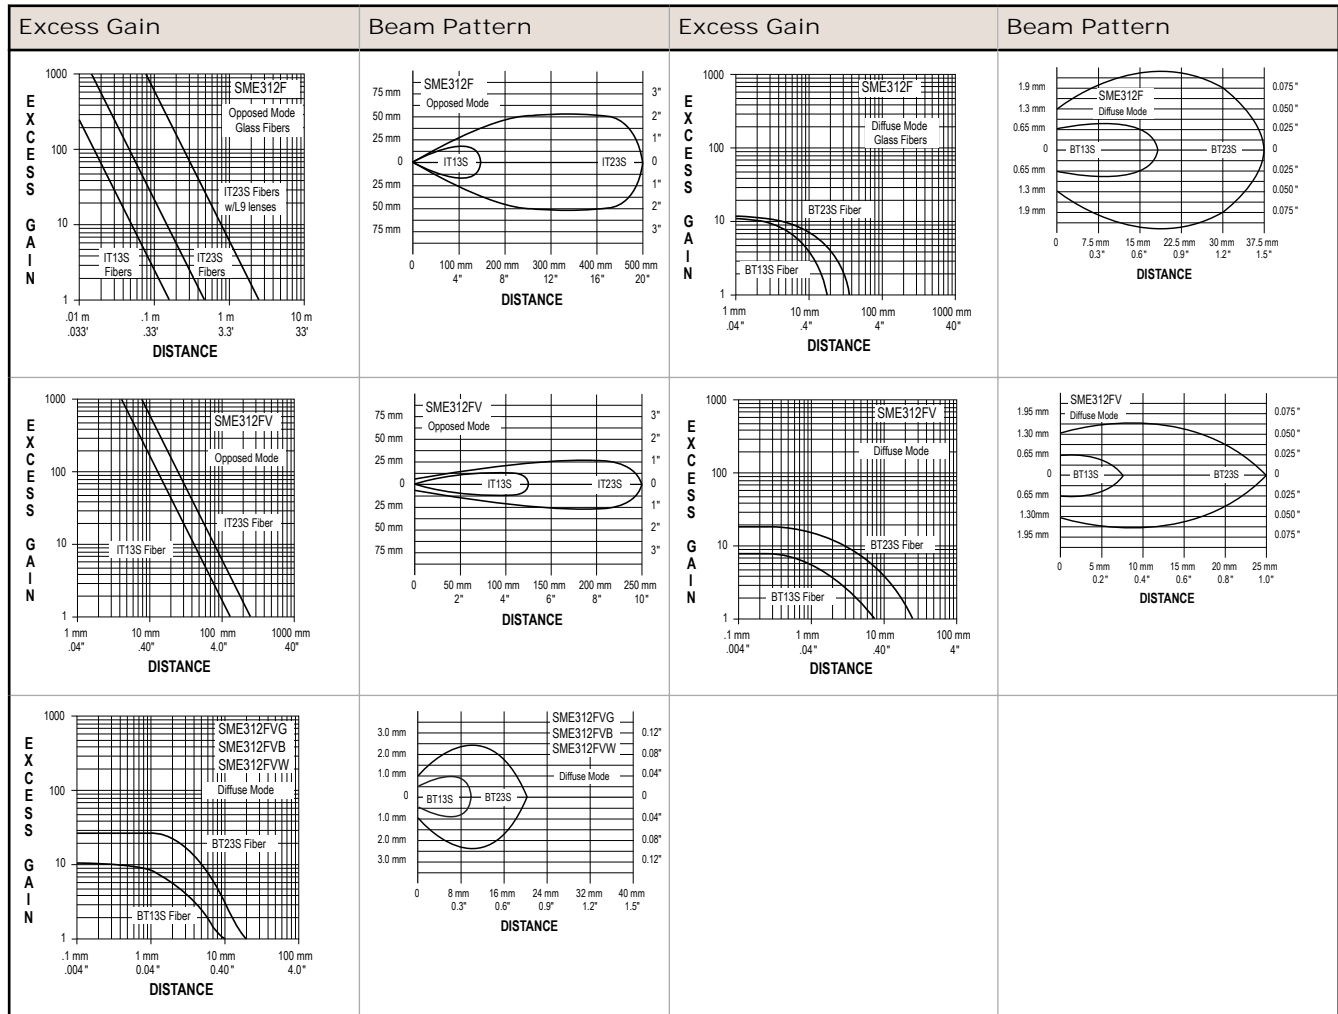 Excess Gain
Beam Pattern
Excess Gain
Beam Pattern
EXCESS GAIN
1000
100
10
1
SME312F
Opposed Mode
Glass Fibers
IT23S Fibers
w/L9 lenses
IT13S
Fibers
IT23S
Fibers
.01 m
.1 m
1 m
10 m
.033'
.33'
3.3'
33'
DISTANCE
75 mm
50 mm
25 mm
0
25 mm
50 mm
75 mm
SME312F
Opposed Mode
IT13S
IT23S
3"
2"
1"
0
1"
2"
3"
0
100 mm
200 mm
300 mm
400 mm
500 mm
4"
8"
12"
16"
20"
DISTANCE
EXCESS GAIN
1000
100
10
1
SME312F
Diffuse Mode
Glass Fibers
BT23S Fiber
BT13S Fiber
1 mm
10 mm
100 mm
1000 mm
.04"
.4"
4"
40"
DISTANCE
1.9 mm
1.3 mm
0.65 mm
0
0.65 mm
1.3 mm
1.9 mm
SME312F
Diffuse Mode
BT13S
BT23S
0.075"
0.050"
0.025"
0
0.025"
0.050"
0.075"
0
7.5 mm
15 mm
22.5 mm
30 mm
37.5 mm
0.3"
0.6"
0.9"
1.2"
1.5"
DISTANCE
EXCESS GAIN
1000
100
10
1
SME312FV
Opposed Mode
IT23S Fiber
IT13S Fiber
1 mm
10 mm
100 mm
1000 mm
.04"
.40"
4.0"
40"
DISTANCE
75 mm
50 mm
25 mm
0
25 mm
50 mm
75 mm
SME312FV
Opposed Mode
IT13S
IT23S
3"
2"
1"
0
1"
2"
3"
0
50 mm
100 mm
150 mm
200 mm
250 mm
2"
4"
6"
8"
10"
DISTANCE
EXCESS GAIN
1000
100
10
1
SME312FV
Diffuse Mode
BT23S Fiber
BT13S Fiber
.1 mm
1 mm
10 mm
100 mm
.004"
.04"
.40"
4"
DISTANCE
1.95 mm
1.30 mm
0.65 mm
0
0.65 mm
1.30mm
1.95 mm
SME312FV
Diffuse Mode
BT13S
BT23S
0.075"
0.050"
0.025"
0
0.025"
0.050"
0.075"
0
5 mm
10 mm
15 mm
20 mm
25 mm
0.2"
0.4"
0.6"
0.8"
1.0"
DISTANCE
EXCESS GAIN
1000
100
10
1
SME312FVG
SME312FVB
SME312FVW
Diffuse Mode
BT23S Fiber
BT13S Fiber
.1 mm
1 mm
10 mm
100 mm
.004"
0.04"
0.40"
4.0"
DISTANCE
3.0 mm
2.0 mm
1.0 mm
0
1.0 mm
2.0 mm
3.0 mm
SME312FVG
SME312FVB
SME312FVW
Diffuse Mode
BT13S
BT23S
0.12"
0.08"
0.04"
0
0.04"
0.08"
0.12"
0
8 mm
16 mm
24 mm
32 mm
40 mm
0.3"
0.6"
0.9"
1.2"
1.5"
DISTANCE